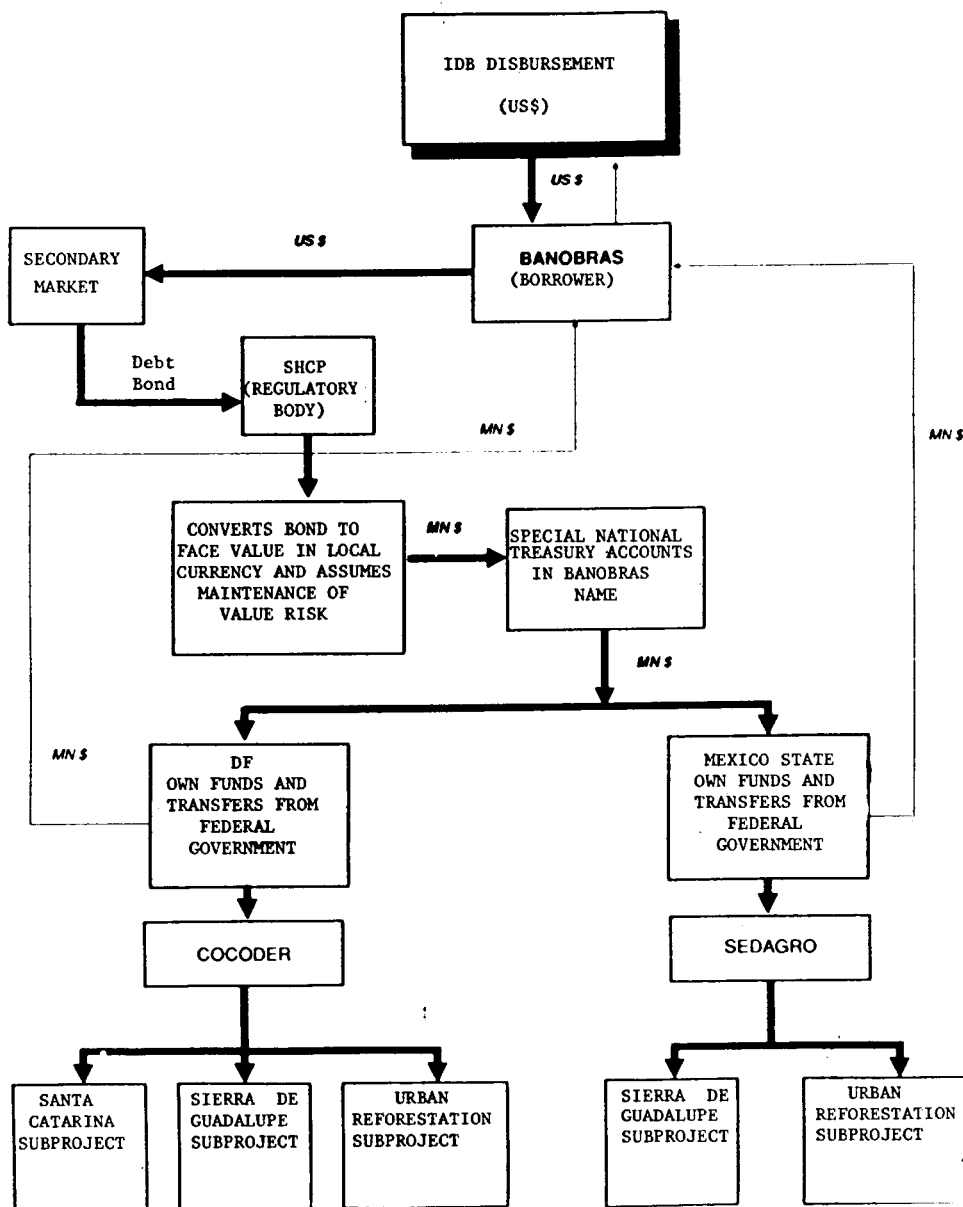 IDB DISBURSEMENT
(US$)
US $
BANOBRAS
(BORROWER)
US $
SECONDARY
MARKET
Debt
Bond
SHCP
(REGULATORY
BODY)
MN $
MN $
CONVERTS BOND TO
FACE VALUE IN LOCAL
CURRENCY AND ASSUMES
MAINTENANCE OF
VALUE RISK
MN $
SPECIAL NATIONAL
TREASURY ACCOUNTS
IN BANOBRAS
NAME
MN $
MN $
DF
OWN FUNDS AND
TRANSFERS FROM
FEDERAL
GOVERNMENT
MEXICO STATE
OWN FUNDS AND
TRANSFERS FROM
FEDERAL
GOVERNMENT
COCODER
SEDAGRO
SANTA
CATARINA
SUBPROJECT
SIERRA DE
GUADALUPE
SUBPROJECT
URBAN
REFORESTATION
SUBPROJECT
SIERRA DE
GUADALUPE
SUBPROJECT
URBAN
REFORESTATION
SUBPROJECT